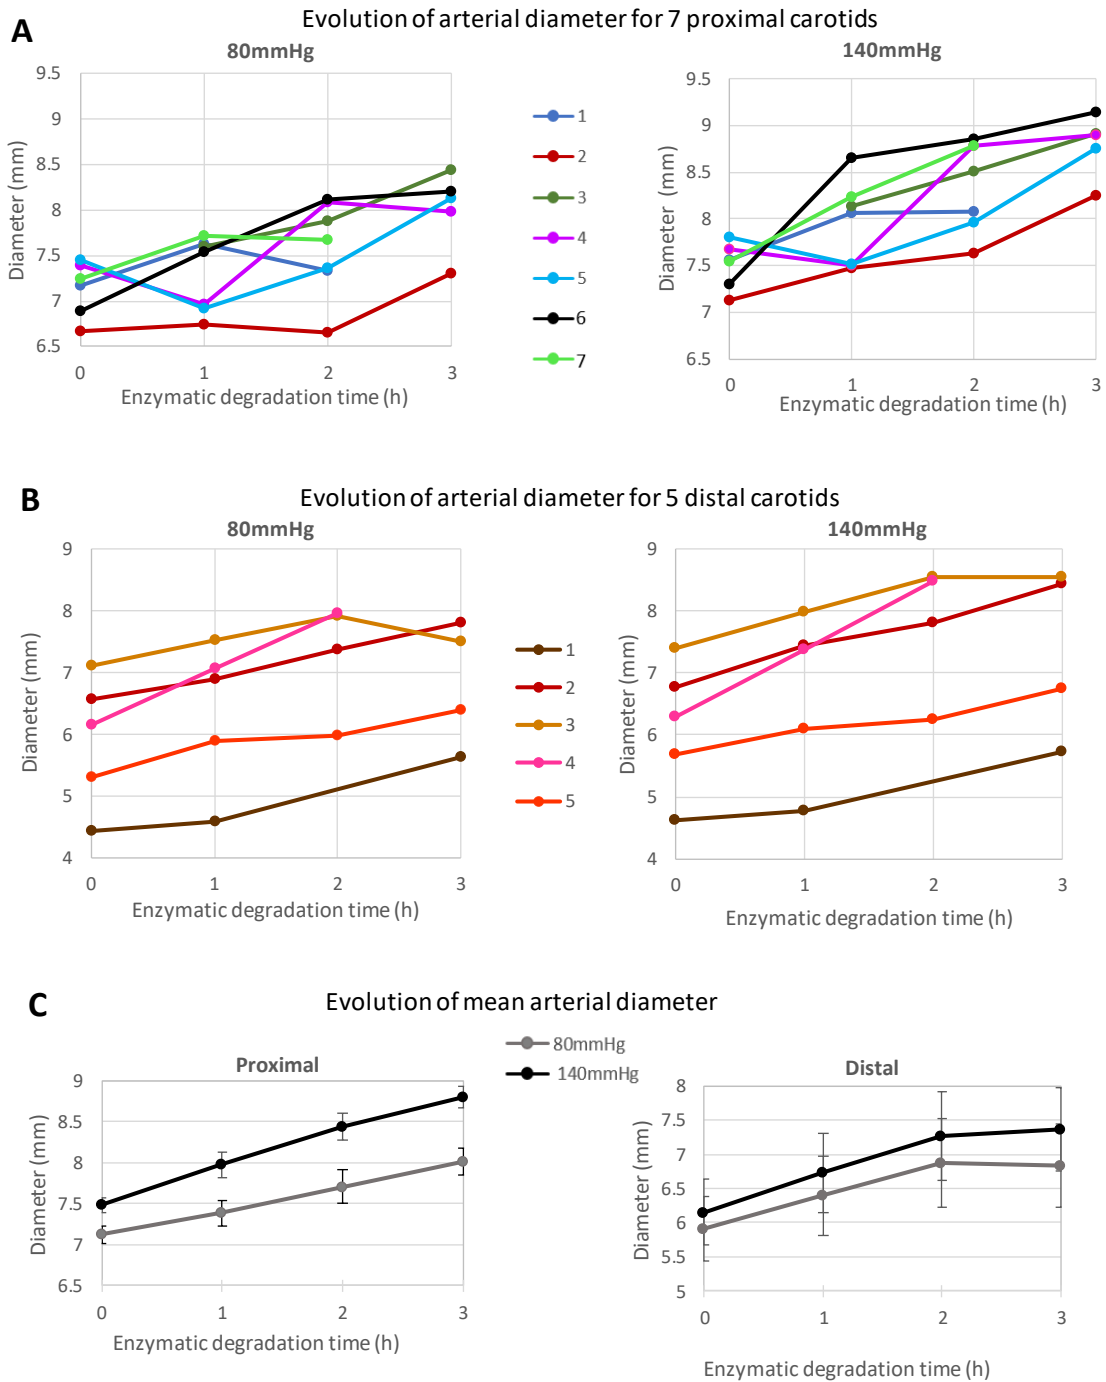 A
Evolution of arterial diameter for 7 proximal carotids
80mmHg
Diameter (mm)
9.5
9
8.5
8
7.5
7
6.5
0 1 2 3
Enzymatic degradation time (h)
1
2
3
4
5
6
7
140mmHg
Diameter (mm)
9.5
9
8.5
8
7.5
7
6.5
0 1 2 3
Enzymatic degradation time (h)
B
Evolution of arterial diameter for 5 distal carotids
80mmHg
Diameter (mm)
9
8
7
6
5
4
0 1 2 3
Enzymatic degradation time (h)
1
2
3
4
5
140mmHg
Diameter (mm)
9
8
7
6
5
4
0 1 2 3
Enzymatic degradation time (h)
C
Evolution of mean arterial diameter
80mmHg
140mmHg
Proximal
Diameter (mm)
9
8.5
8
7.5
7
6.5
0 1 2 3
Enzymatic degradation time (h)
Distal
Diameter (mm)
8
7.5
7
6.5
6
5.5
5
0 1 2 3
Enzymatic degradation time (h)